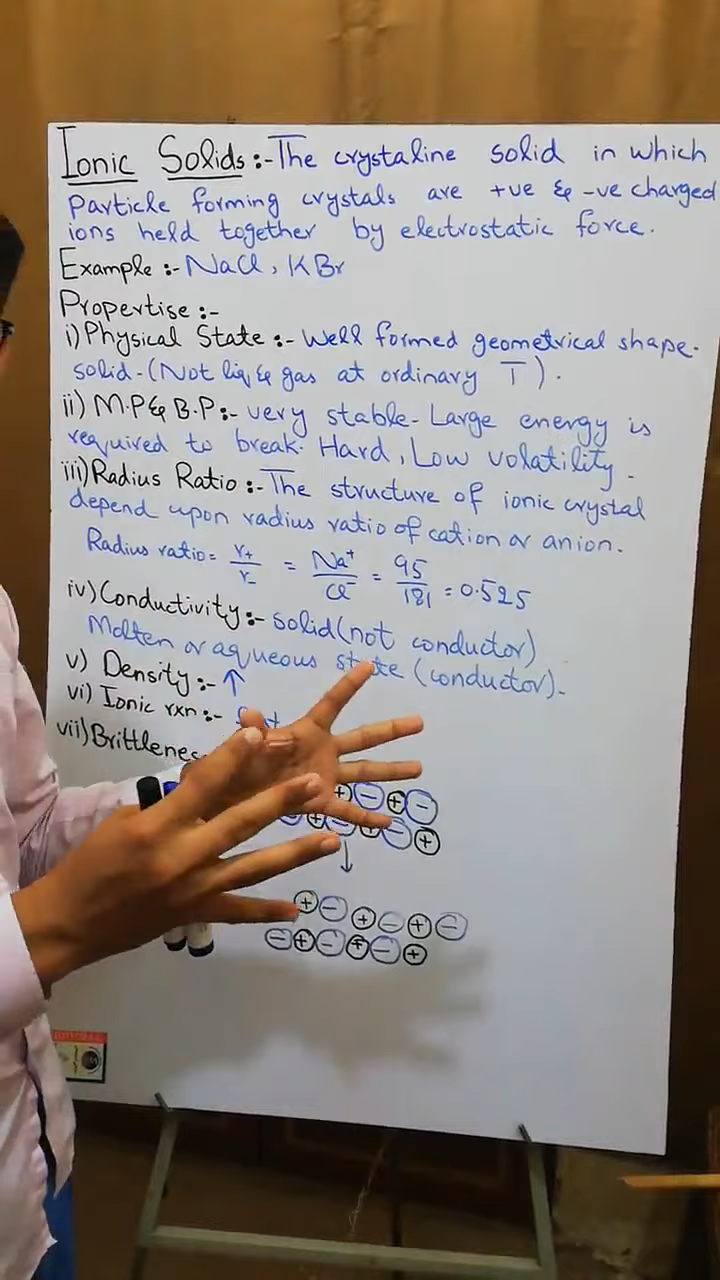 Ionic Solids:-The crystaline solid in which
Particle forming crystals are +ve & -ve charged
ions held together by electrostatic force.
Example:-NaCl, KBr
Propertise:-
i) Physical State:- Well formed geometrical shape.
solid-(Not liq & gas at ordinary T).
ii) M.P & B.P:- very stable-Large energy is
required to break. Hard, Low volatility.
iii) Radius Ratio:-The structure of ionic crystal
depend upon radius ratio of cation or anion.
Radius ratio= r+/r- = Na+/Cl- = 95/181 = 0.525
iv) Conductivity:- solid(not conductor)
Molten or aqueous state (conductor).
v) Density:- ↑
vi) Ionic rxn:-
vii)
+ − + −
+ − + − +
↓
+ − + − + −
− + − + − +